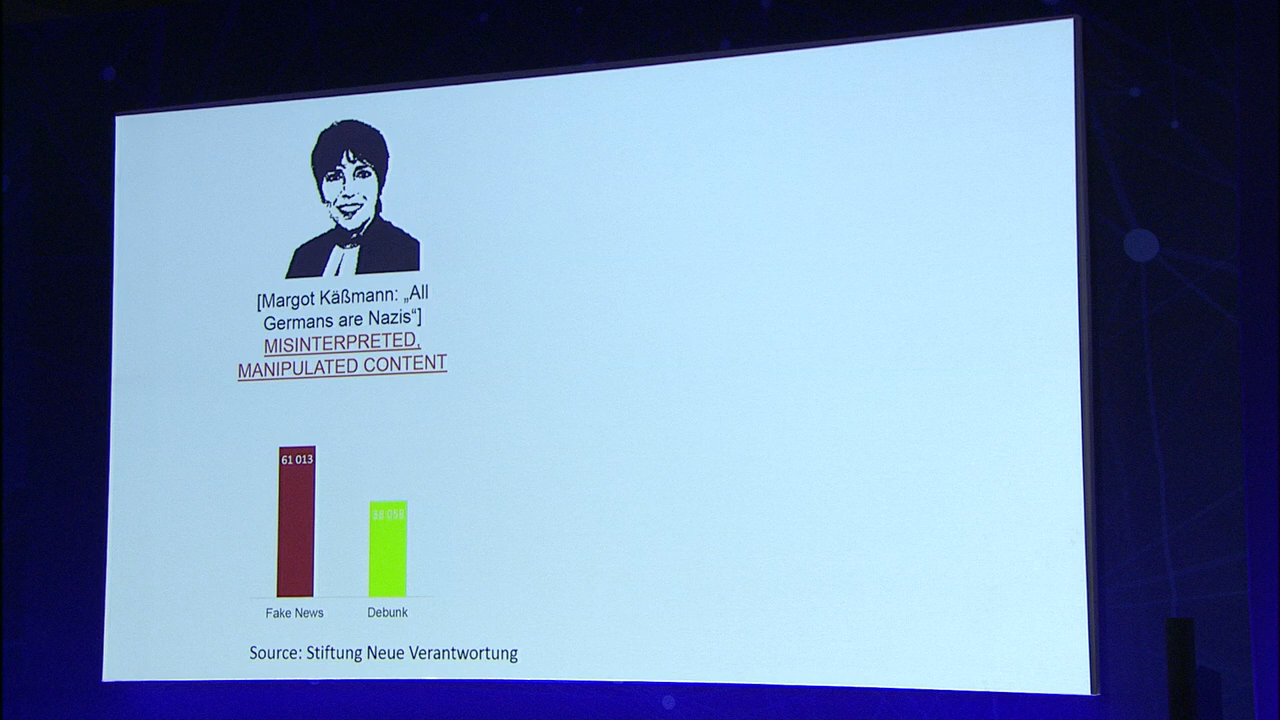 [Margot Käßmann: „All
Germans are Nazis“]
MISINTERPRETED,
MANIPULATED CONTENT
61 013
Fake News
Debunk
Source: Stiftung Neue Verantwortung